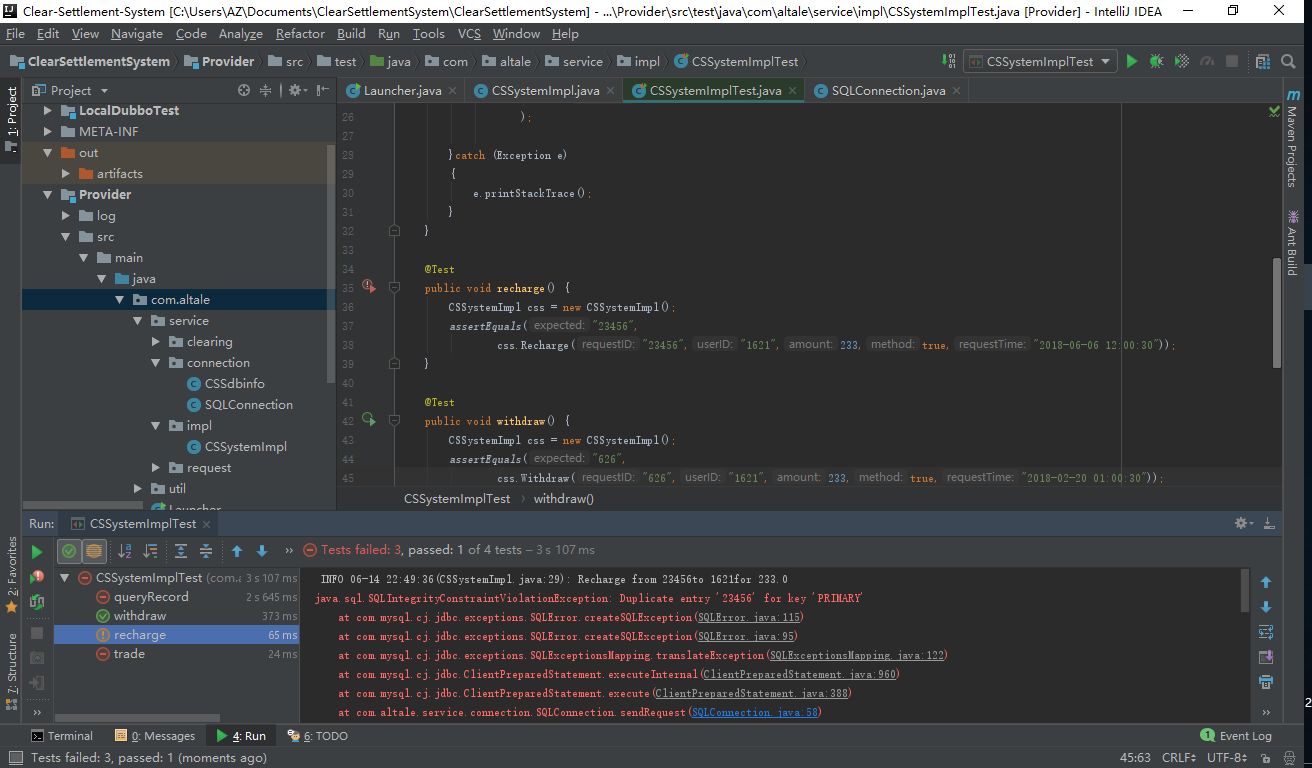 Clear-Settlement-System [C:\Users\AZ\Documents\ClearSettlementSystem\ClearSettlementSystem] - ...\Provider\src\test\java\com\altale\service\impl\CSSystemImplTest.java [Provider] - IntelliJ IDEA
File Edit View Navigate Code Analyze Refactor Build Run Tools VCS Window Help
ClearSettlementSystem Provider src test java com altale service impl CSSystemImplTest CSSystemImplTest
Project Launcher.java CSSystemImpl.java CSSystemImplTest.java SQLConnection.java
1: Project
LocalDubboTest
META-INF
out
artifacts
Provider
log
src
main
java
com.altale
service
clearing
connection
CSSdbinfo
SQLConnection
impl
CSSystemImpl
request
util
Launcher
26 );
27
28 }catch (Exception e)
29 {
30 e.printStackTrace();
31 }
32 }
33
34 @Test
35 public void recharge() {
36 CSSystemImpl css = new CSSystemImpl();
37 assertEquals( expected: "23456",
38 css.Recharge( requestID: "23456", userID: "1621", amount: 233, method: true, requestTime: "2018-06-06 12:00:30"));
39 }
40
41 @Test
42 public void withdraw() {
43 CSSystemImpl css = new CSSystemImpl();
44 assertEquals( expected: "626",
45 css.Withdraw( requestID: "626", userID: "1621", amount: 233, method: true, requestTime: "2018-02-20 01:00:30"));
CSSystemImplTest › withdraw()
Maven Projects
Ant Build
2: Favorites
7: Structure
Run: CSSystemImplTest
Tests failed: 3, passed: 1 of 4 tests – 3 s 107 ms
CSSystemImplTest (com.a 3 s 107 ms
queryRecord 2 s 645 ms
withdraw 373 ms
recharge 65 ms
trade 24 ms
INFO 06-14 22:49:36(CSSystemImpl.java:29): Recharge from 23456to 1621for 233.0
java.sql.SQLIntegrityConstraintViolationException: Duplicate entry '23456' for key 'PRIMARY'
at com.mysql.cj.jdbc.exceptions.SQLError.createSQLException(SQLError.java:115)
at com.mysql.cj.jdbc.exceptions.SQLError.createSQLException(SQLError.java:95)
at com.mysql.cj.jdbc.exceptions.SQLExceptionsMapping.translateException(SQLExceptionsMapping.java:122)
at com.mysql.cj.jdbc.ClientPreparedStatement.executeInternal(ClientPreparedStatement.java:960)
at com.mysql.cj.jdbc.ClientPreparedStatement.execute(ClientPreparedStatement.java:388)
at com.altale.service.connection.SQLConnection.sendRequest(SQLConnection.java:58)
Terminal 0: Messages 4: Run 6: TODO 1 Event Log
Tests failed: 3, passed: 1 (moments ago) 45:63 CRLF UTF-8